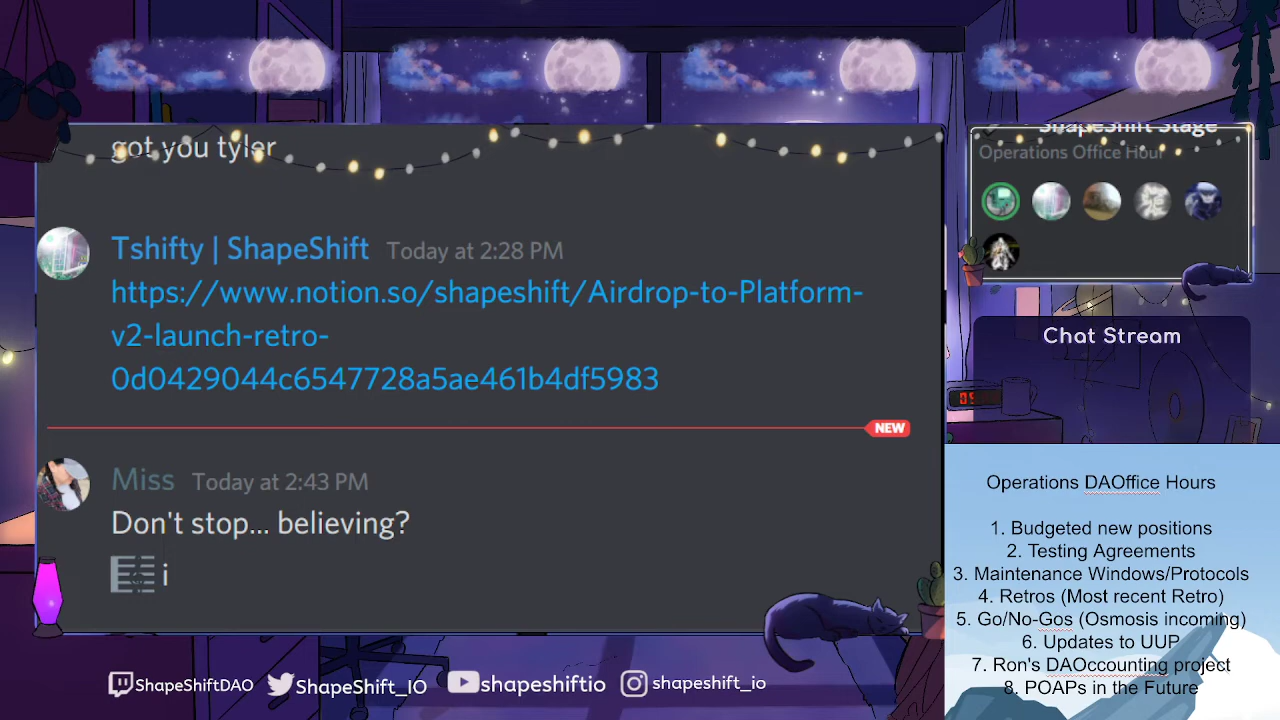 got you tyler
Tshifty | ShapeShift Today at 2:28 PM
https://www.notion.so/shapeshift/Airdrop-to-Platform-
v2-launch-retro-
0d0429044c6547728a5ae461b4df5983
NEW
Miss Today at 2:43 PM
Don't stop... believing?
i
ShapeShift Stage
Operations Office Hour
Chat Stream
Operations DAOffice Hours
1. Budgeted new positions
2. Testing Agreements
3. Maintenance Windows/Protocols
4. Retros (Most recent Retro)
5. Go/No-Gos (Osmosis incoming)
6. Updates to UUP
7. Ron's DAOccounting project
8. POAPs in the Future
ShapeShiftDAO ShapeShift_IO shapeshiftio shapeshift_io